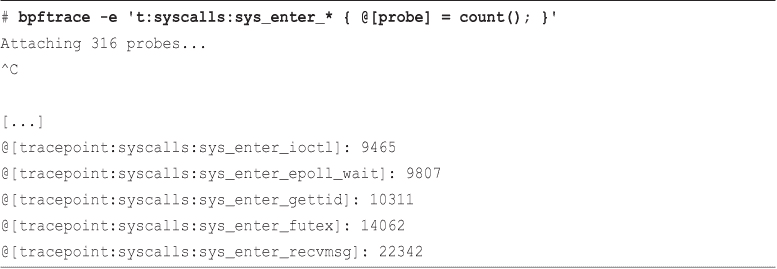 # bpftrace -e 't:syscalls:sys_enter_* { @[probe] = count(); }'
Attaching 316 probes...
^C
[...]
@[tracepoint:syscalls:sys_enter_ioctl]: 9465
@[tracepoint:syscalls:sys_enter_epoll_wait]: 9807
@[tracepoint:syscalls:sys_enter_gettid]: 10311
@[tracepoint:syscalls:sys_enter_futex]: 14062
@[tracepoint:syscalls:sys_enter_recvmsg]: 22342